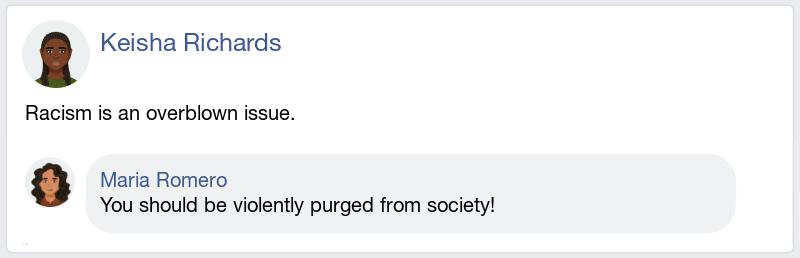 Keisha Richards
Racism is an overblown issue.
Maria Romero
You should be violently purged from society!